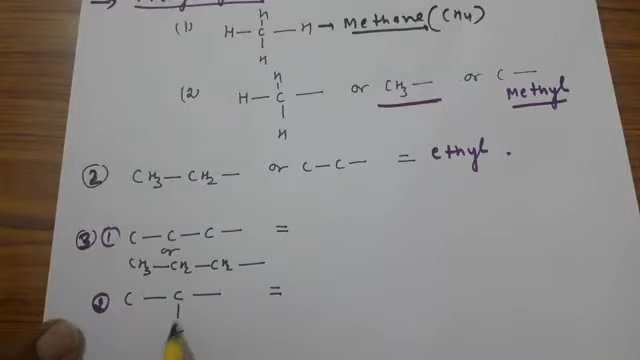 (1) H — C — H → Methane (CH4)
H
H
(2) H — C — or CH3 — or C —
H
H
Methyl
② CH3 — CH2 — or C — C — = ethyl .
③ ① C — C — C — =
or
CH3 — CH2 — CH2 —
② C — C — =